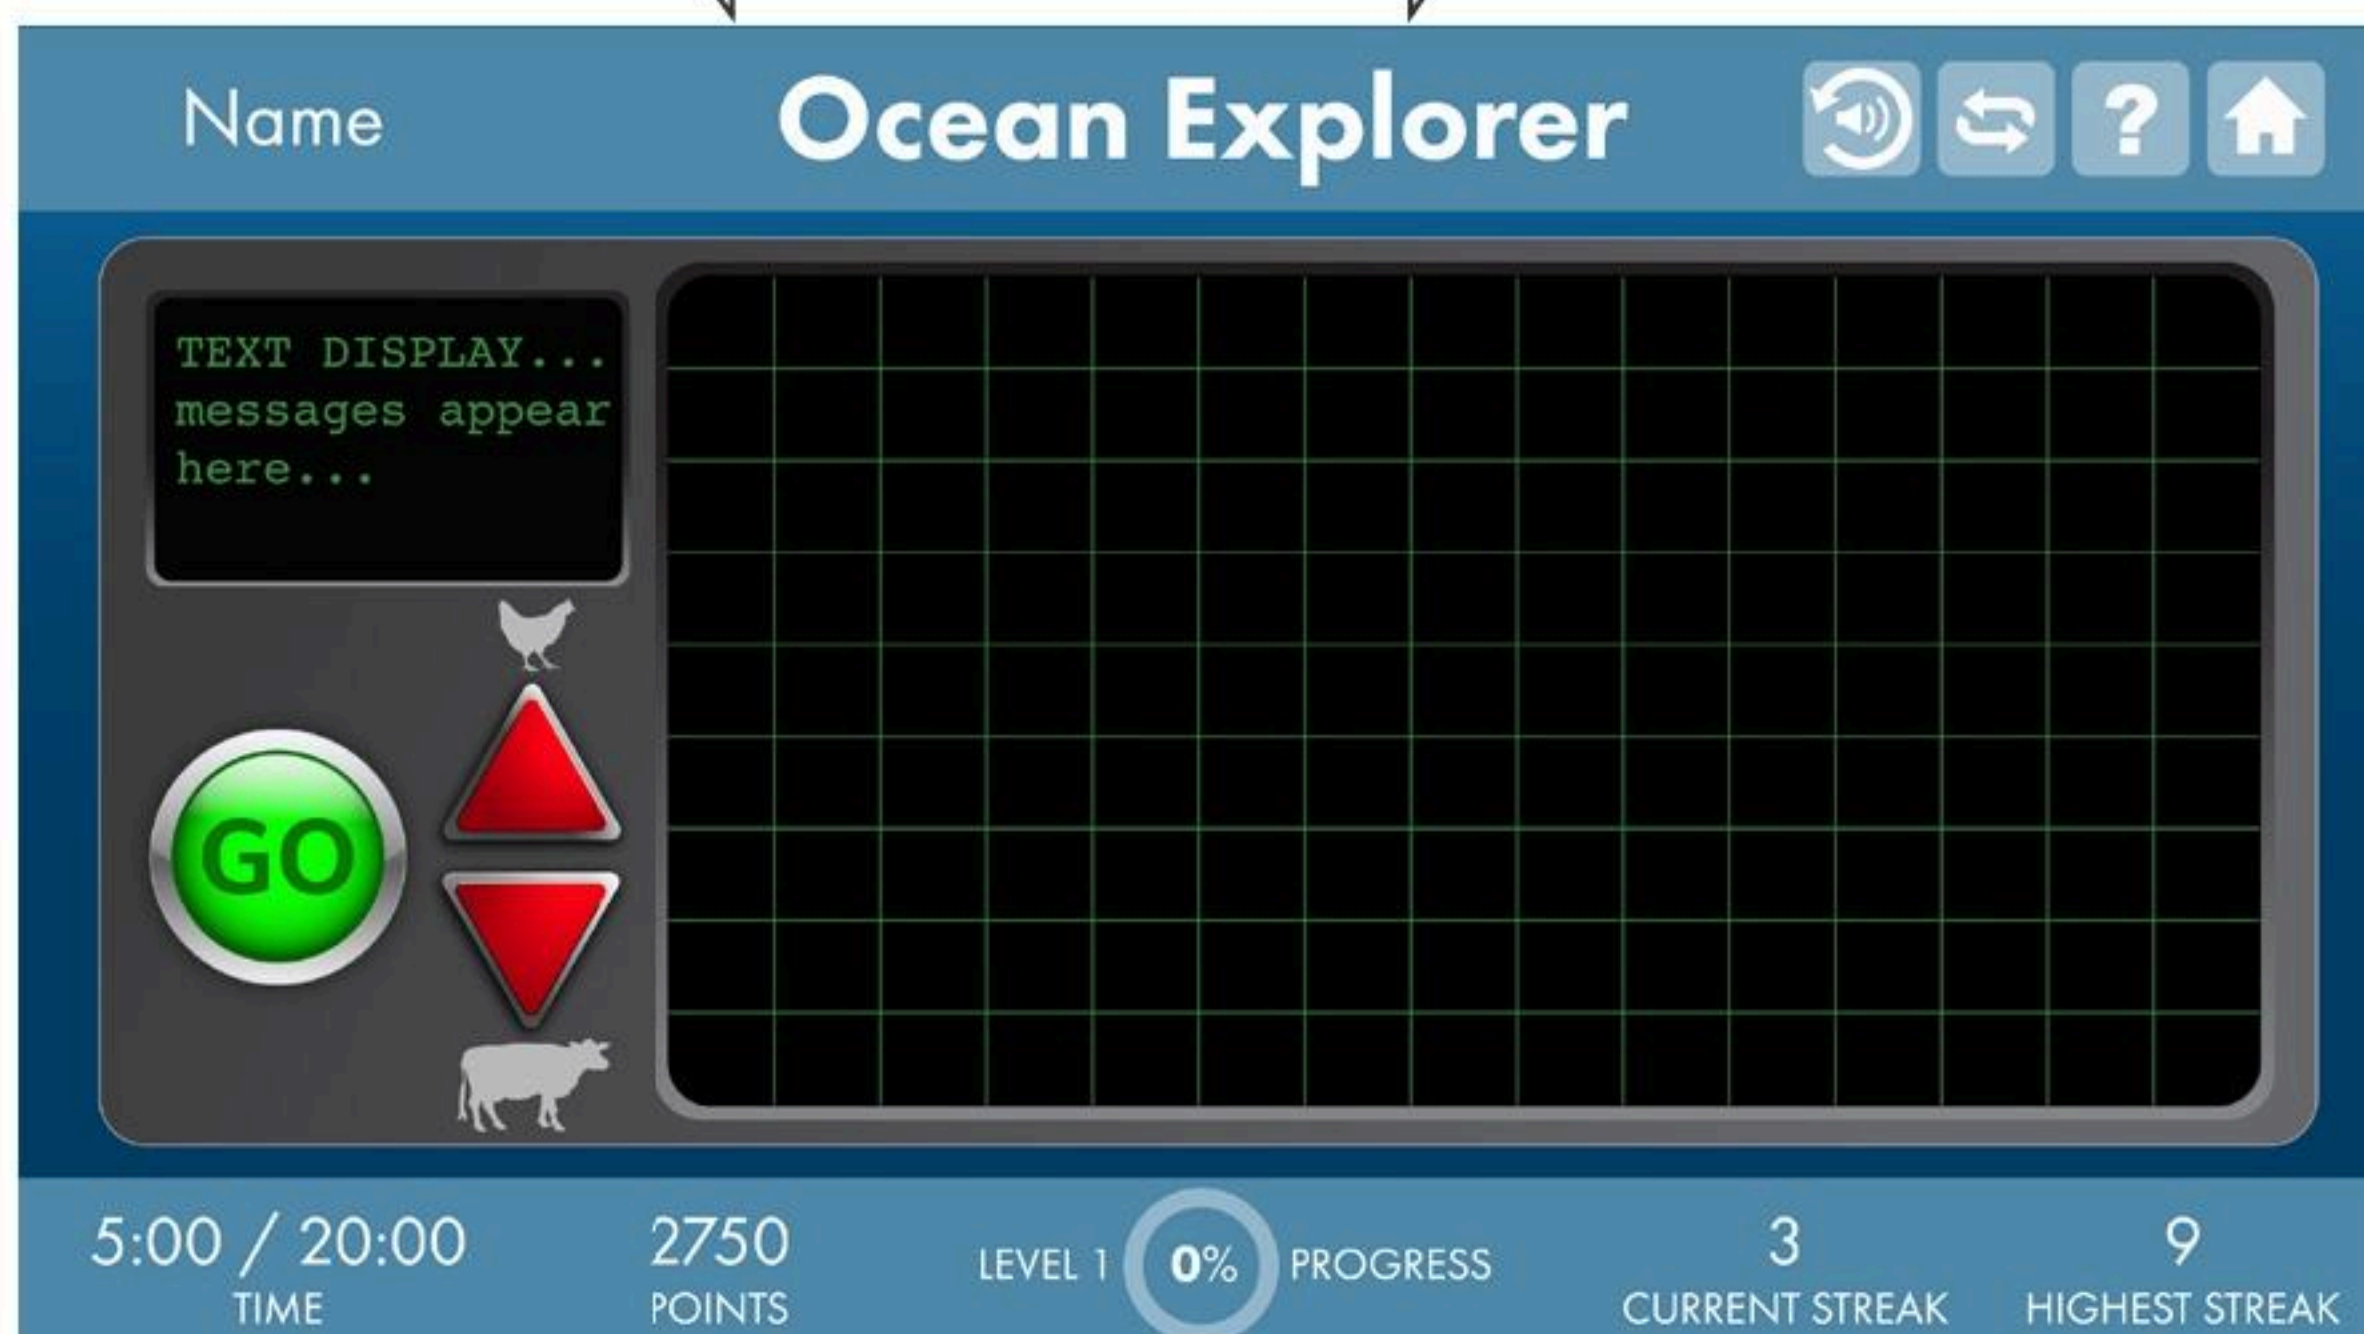 Name
Ocean Explorer
?
TEXT DISPLAY...
messages appear
here...
GO
5:00 / 20:00
TIME
2750
POINTS
LEVEL 1
0%
PROGRESS
3
CURRENT STREAK
9
HIGHEST STREAK